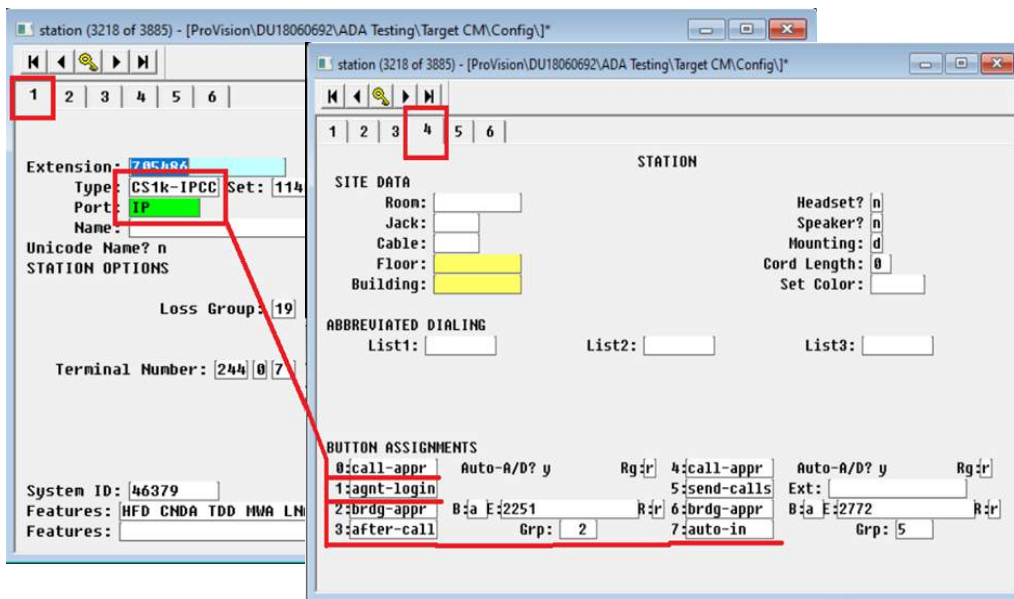 station (3218 of 3885) - [ProVision\DU18060692\ADA Testing\Target CM\Config\]*
1 2 3 4 5 6
Extension: 705486
Type: CS1k-IPCC Set: 114
Port: IP
Name:
Unicode Name? n
STATION OPTIONS
Loss Group: 19
Terminal Number: 244 0 7
System ID: 46379
Features: HFD CNDA TDD MWA
Features:
station (3218 of 3885) - [ProVision\DU18060692\ADA Testing\Target CM\Config\]*
1 2 3 4 5 6
STATION
SITE DATA
Room: Headset? n
Jack: Speaker? n
Cable: Mounting: d
Floor: Cord Length: 0
Building: Set Color:
ABBREVIATED DIALING
List1: List2: List3:
BUTTON ASSIGNMENTS
0:call-appr Auto-A/D? y Rg:r 4:call-appr Auto-A/D? y Rg:r
1:agnt-login 5:send-calls Ext:
2:brdg-appr B:a E:2251 R:r 6:brdg-appr B:a E:2772 R:r
3:after-call Grp: 2 7:auto-in Grp: 5